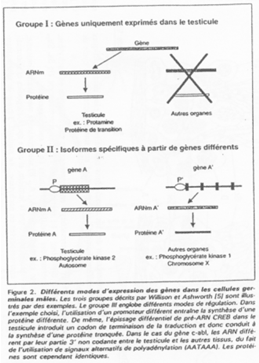 Groupe I : Gènes uniquement exprimés dans le testicule
Gène
ARNm
Protéine
Testicule
ex. : Protamine
Protéine de transition
Autres organes
Groupe II : Isoformes spécifiques à partir de gènes différents
gène A
gène A'
P
P'
ARNm A
ARNm A'
Protéine A
Protéine A'
Testicule
ex. : Phosphoglycérate kinase 2
Autosome
Autres organes
ex. : Phosphoglycérate kinase 1
Chromosome X
Figure 2. Différents modes d'expression des gènes dans les cellules ger-
minales mâles. Les trois groupes décrits par Willison et Ashworth [5] sont illus-
trés par des exemples. Le groupe III englobe différents modes de régulation. Dans
l'exemple choisi, l'utilisation d'un promoteur différent entraîne la synthèse d'une
protéine différente. De même, l'épissage différentiel de pré-ARN CREB dans le
testicule introduit un codon de terminaison de la traduction et donc conduit à
la synthèse d'une protéine tronquée. Dans le cas du gène c-abl, les ARN diffè-
rent par leur partie 3' non codante entre le testicule et les autres tissus, du fait
de l'utilisation de signaux alternatifs de polyadénylation (AATAAA). Les protéi-
nes sont cependant identiques.